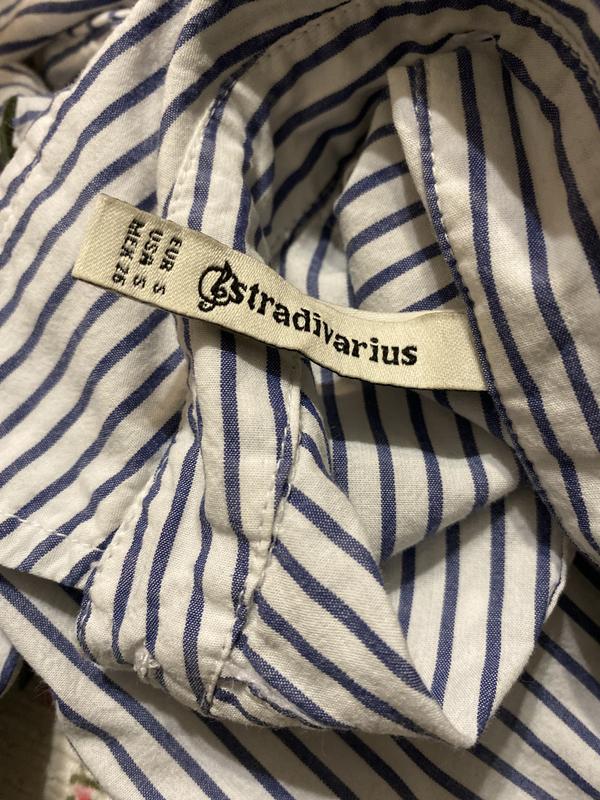 EUR S
USA S
MEX 26
stradivarius